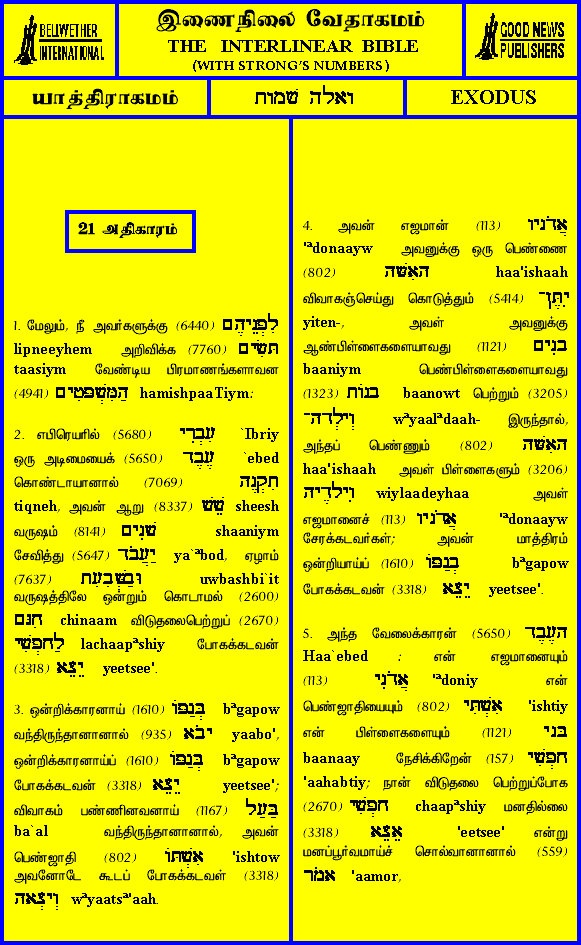 BELLWETHER
INTERNATIONAL
இணைநிலை வேதாகமம்
THE INTERLINEAR BIBLE
(WITH STRONG'S NUMBERS)
GOOD NEWS
PUBLISHERS
யாத்திராகமம்
ואלה שמות
EXODUS
21 அதிகாரம்
1. மேலும், நீ அவர்களுக்கு (6440) לִפְנֵיהֶם
lipneeyhem அறிவிக்க (7760) תָּשִׂים
taasiym வேண்டிய பிரமாணங்களாவன
(4941) הַמִּשְׁפָּטִים hamishpaaTiym:
2. எபிரெயரில் (5680) עִבְרִי `Ibriy
ஒரு அடிமையைக் (5650) עֶבֶד `ebed
கொண்டாயானால் (7069) תִקְנֶה
tiqneh, அவன் ஆறு (8337) שֵׁשׁ sheesh
வருஷம் (8141) שָׁנִים shaaniym
சேவித்து (5647) יַעֲבֹד ya`ªbod, ஏழாம்
(7637) וּבַשְּׁבִעִת uwbashbi`it
வருஷத்திலே ஒன்றும் கொடாமல் (2600)
חִנָּם chinaam விடுதலைபெற்றுப் (2670)
לַחָפְשִׁי lachaapªshiy போகக்கடவன்
(3318) יֵצֵא yeetsee'.
3. ஒன்றிக்காரனாய் (1610) בְּגַפּוֹ bªgapow
வந்திருந்தானானால் (935) יָבֹא yaabo',
ஒன்றிக்காரனாய்ப் (1610) בְּגַפּוֹ bªgapow
போகக்கடவன் (3318) יֵצֵא yeetsee';
விவாகம் பண்ணினவனாய் (1167) בַּעַל
ba`al வந்திருந்தானானால், அவன்
பெண்ஜாதி (802) אִשְׁתּוֹ 'ishtow
அவனோடே கூடப் போகக்கடவள் (3318)
וְיָצְאָה wªyaats'aah.
4. அவன் எஜமான் (113) אֲדֹנָיו
'ªdonaayw அவனுக்கு ஒரு பெண்ணை
(802) הָאִשָּׁה haa'ishaah
விவாகஞ்செய்து கொடுத்தும் (5414) יִתֶּן־
yiten-, அவள் அவனுக்கு
ஆண்பிள்ளைகளையாவது (1121) בָנִים
baaniym பெண்பிள்ளைகளையாவது
(1323) בָנוֹת baanowt பெற்றும் (3205)
וְיָלְדָה־ wªyaalªdaah- இருந்தால்,
அந்தப் பெண்ணும் (802) הָאִשָּׁה
haa'ishaah அவள் பிள்ளைகளும் (3206)
וִילָדֶיהָ wiylaadeyhaa அவள்
எஜமானைச் (113) אֲדֹנָיו 'ªdonaayw
சேரக்கடவர்கள்; அவன் மாத்திரம்
ஒன்றியாய்ப் (1610) בְגַפּוֹ bªgapow
போகக்கடவன் (3318) יֵצֵא yeetsee'.
5. அந்த வேலைக்காரன் (5650) הָעֶבֶד
Haa`ebed : என் எஜமானையும்
(113) אֲדֹנִי 'ªdoniy என்
பெண்ஜாதியையும் (802) אִשְׁתִּי 'ishtiy
என் பிள்ளைகளையும் (1121) בָּנָי
baanaay நேசிக்கிறேன் (157) חָפְשִׁי
'aahabtiy; நான் விடுதலை பெற்றுப்போக
(2670) חָפְשִׁי chaapªshiy மனதில்லை
(3318) אֵצֵא 'eetsee' என்று
மனப்பூர்வமாய்ச் சொல்வானானால் (559)
אָמֹר 'aamor,